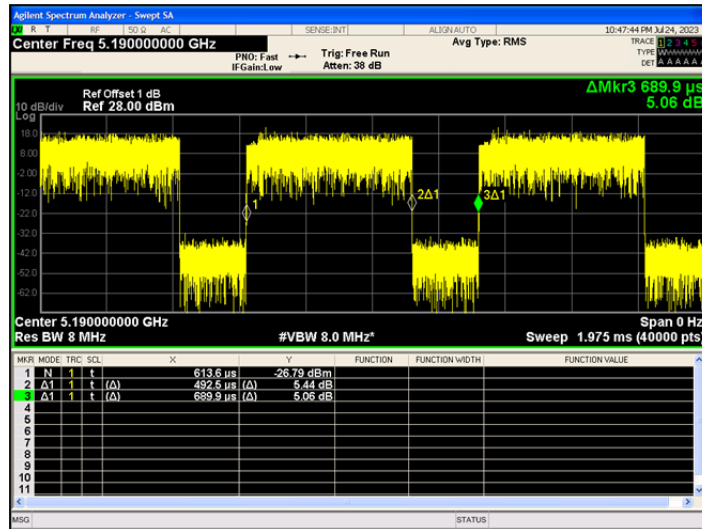 Agilent Spectrum Analyzer - Swept SA
LXI R T RF 50 Ω AC SENSE:INT ALIGNAUTO 10:47:44 PM Jul 24, 2023
Center Freq 5.190000000 GHz
PNO: Fast
IFGain:Low
Trig: Free Run
Atten: 38 dB
Avg Type: RMS
TRACE 1 2 3 4 5
TYPE
DET A A A A A
ΔMkr3 689.9 µs
5.06 dB
Ref Offset 1 dB
10 dB/div Ref 28.00 dBm
Log
18.0
8.00
-2.00
-12.0
-22.0
-32.0
-42.0
-52.0
-62.0
1
2Δ1
3Δ1
Center 5.190000000 GHz Span 0 Hz
Res BW 8 MHz #VBW 8.0 MHz* Sweep 1.975 ms (40000 pts)
MKR MODE TRC SCL X Y FUNCTION FUNCTION WIDTH FUNCTION VALUE
1 N 1 t 613.6 µs -26.79 dBm
2 Δ1 1 t (Δ) 492.5 µs (Δ) 5.44 dB
3 Δ1 1 t (Δ) 689.9 µs (Δ) 5.06 dB
4
5
6
7
8
9
10
11
MSG STATUS